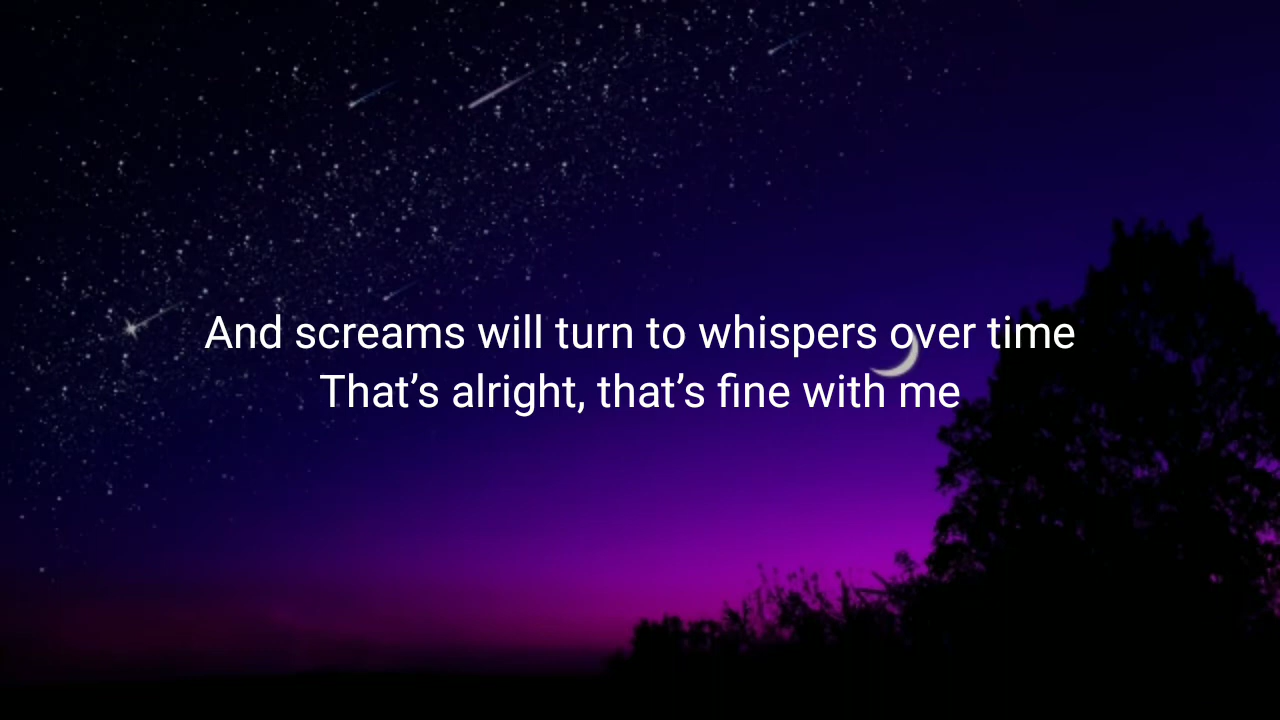 And screams will turn to whispers over time
That’s alright, that’s fine with me